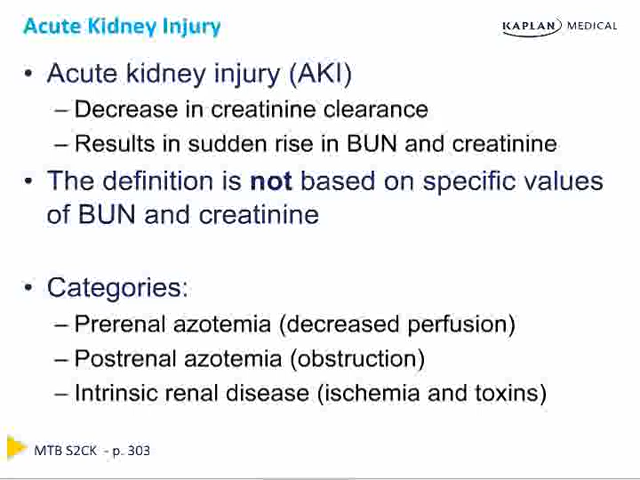 Acute Kidney Injury
KAPLAN MEDICAL
• Acute kidney injury (AKI)
– Decrease in creatinine clearance
– Results in sudden rise in BUN and creatinine
• The definition is not based on specific values
of BUN and creatinine
• Categories:
– Prerenal azotemia (decreased perfusion)
– Postrenal azotemia (obstruction)
– Intrinsic renal disease (ischemia and toxins)
MTB S2CK - p. 303